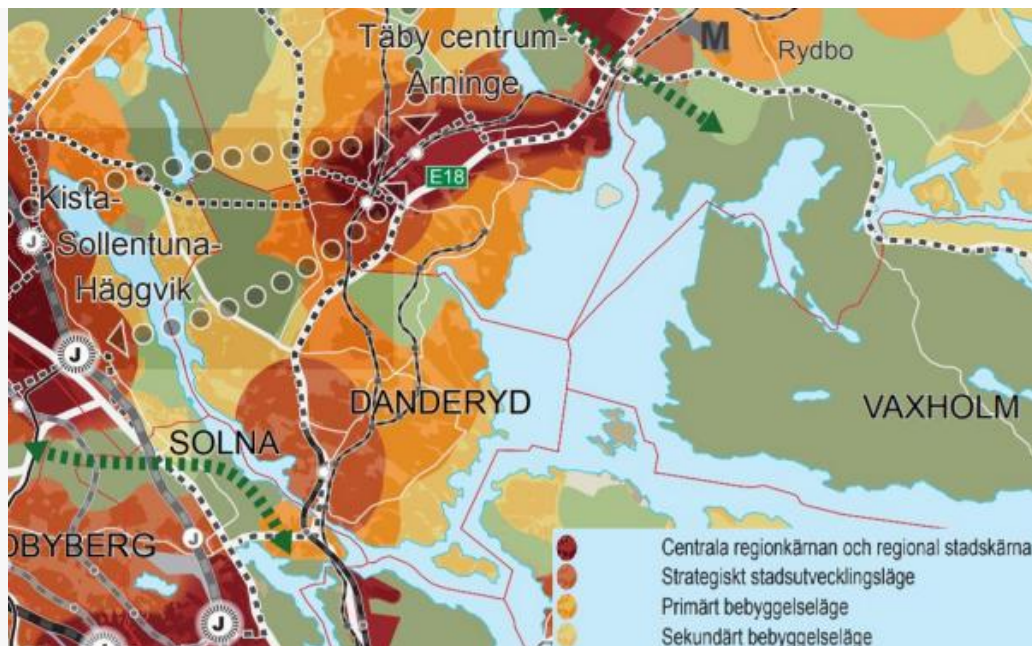 Täby centrum-
Arninge
M
Rydbo
E18
Kista-
Sollentuna-
Häggvik
J
J
DANDERYD
VAXHOLM
SOLNA
J
J
J
Centrala regionkärnan och regional stadskärna
Strategiskt stadsutvecklingsläge
Primärt bebyggelseläge
Sekundärt bebyggelseläge